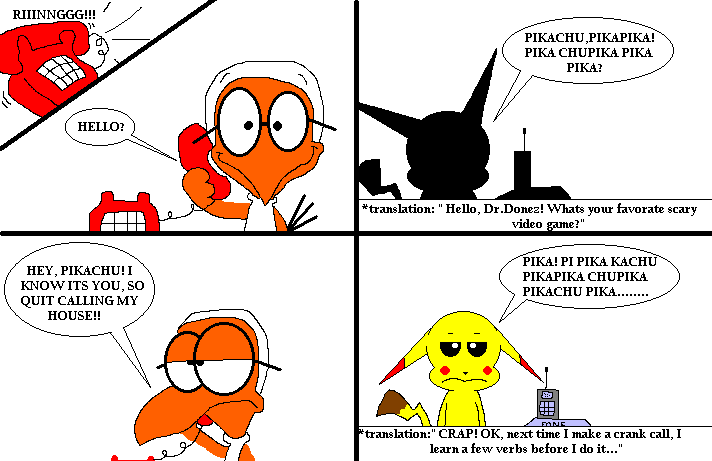 RIIINNGGG!!!
HELLO?
PIKACHU,PIKAPIKA!
PIKA CHUPIKA PIKA
PIKA?
*translation: " Hello, Dr.Donez! Whats your favorate scary
video game?"
HEY, PIKACHU! I
KNOW ITS YOU, SO
QUIT CALLING MY
HOUSE!!
PIKA! PI PIKA KACHU
PIKAPIKA CHUPIKA
PIKACHU PIKA........
FONE
*translation:" CRAP! OK, next time I make a crank call, I
learn a few verbs before I do it..."